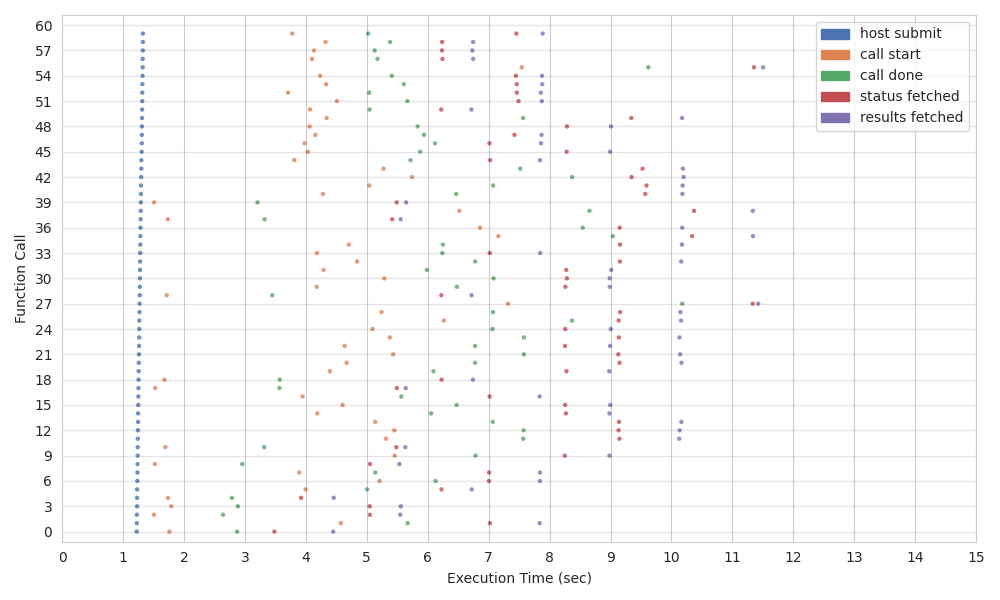 60
57
54
51
48
45
42
39
36
33
30
27
24
21
18
15
12
9
6
3
0
Function Call
0 1 2 3 4 5 6 7 8 9 10 11 12 13 14 15
Execution Time (sec)
host submit
call start
call done
status fetched
results fetched